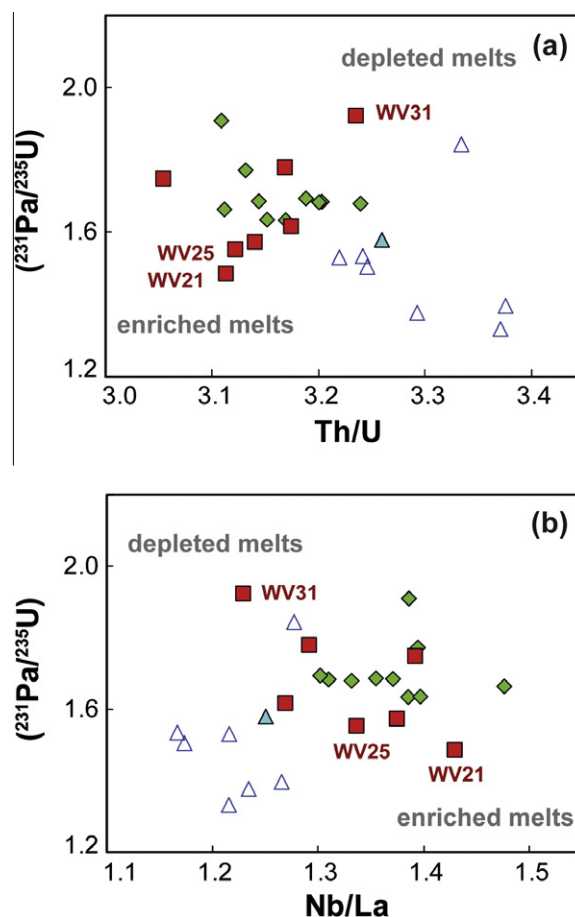 (a)
depleted melts
2.0
WV31
(²³¹Pa/²³⁵U)
1.6
WV25
WV21
enriched melts
1.2
3.0 3.1 3.2 3.3 3.4
Th/U
(b)
depleted melts
2.0
WV31
(²³¹Pa/²³⁵U)
1.6
WV25
WV21
enriched melts
1.2
1.1 1.2 1.3 1.4 1.5
Nb/La